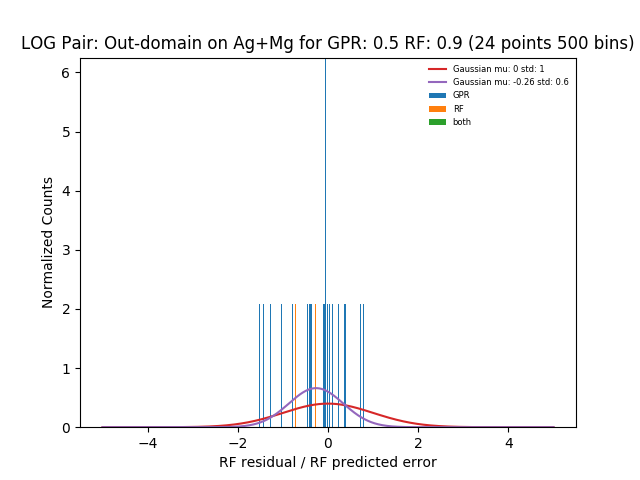 LOG Pair: Out-domain on Ag+Mg for GPR: 0.5 RF: 0.9 (24 points 500 bins)
Gaussian mu: 0 std: 1
Gaussian mu: -0.26 std: 0.6
GPR
RF
both
Normalized Counts
6
5
4
3
2
1
0
−4 −2 0 2 4
RF residual / RF predicted error